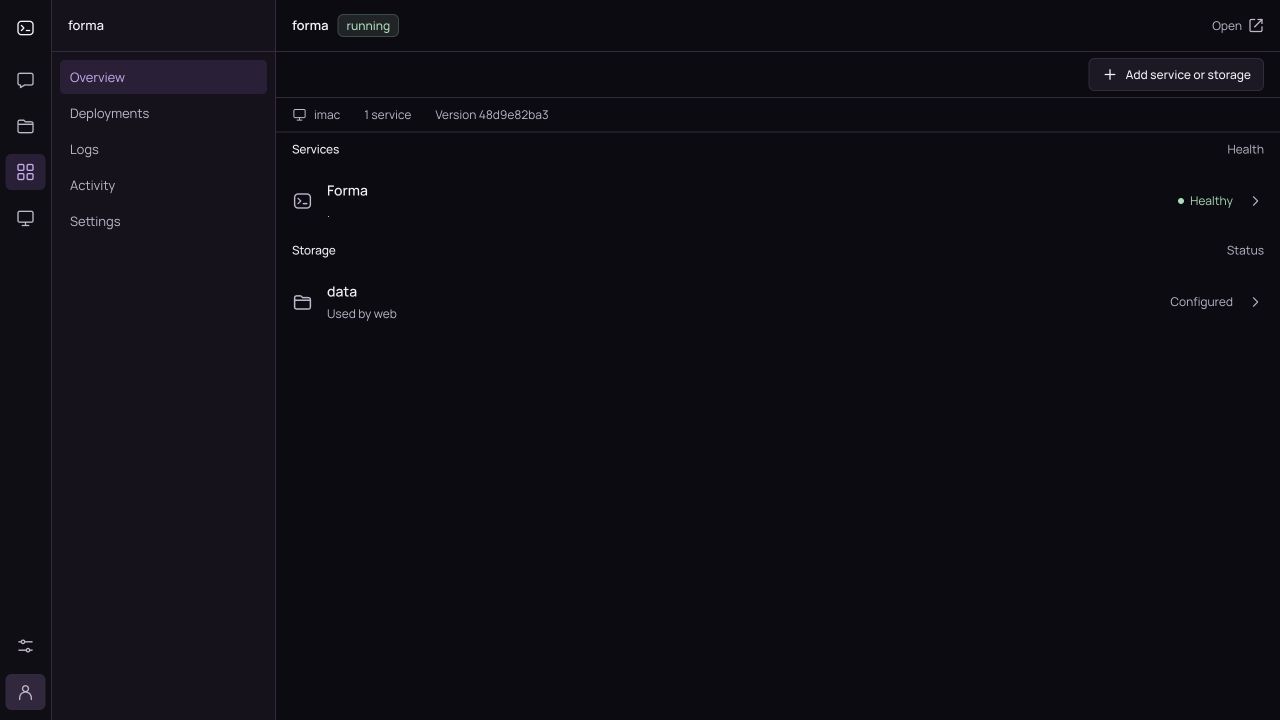 forma
Overview
Deployments
Logs
Activity
Settings
forma running Open
Add service or storage
imac 1 service Version 48d9e82ba3
Services Health
Forma
.
Healthy
Storage Status
data
Used by web
Configured